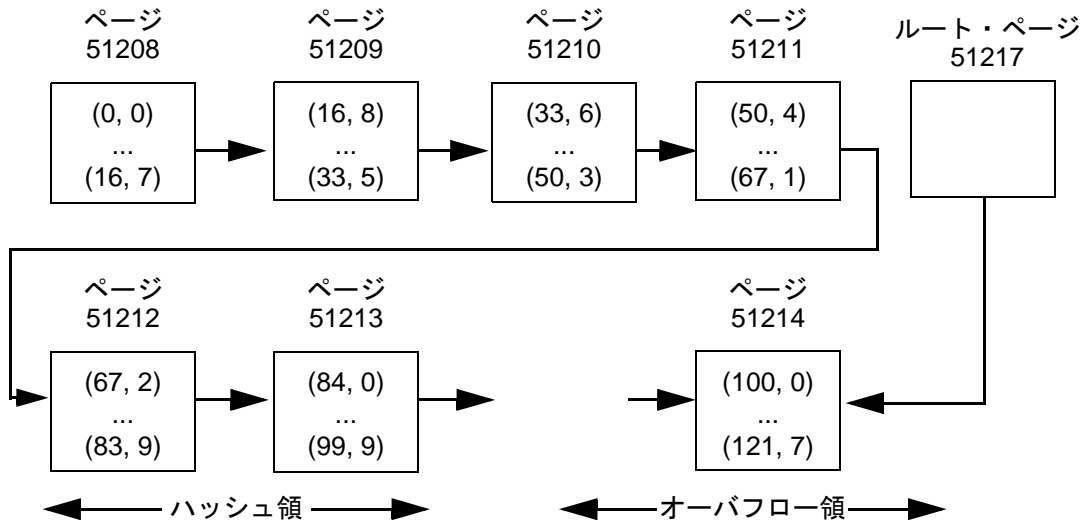 ページ
51208
ページ
51209
ページ
51210
ページ
51211
ルート・ページ
51217
(0, 0)
...
(16, 7)
(16, 8)
...
(33, 5)
(33, 6)
...
(50, 3)
(50, 4)
...
(67, 1)
ページ
51212
ページ
51213
ページ
51214
(67, 2)
...
(83, 9)
(84, 0)
...
(99, 9)
(100, 0)
...
(121, 7)
ハッシュ領
オーバフロー領